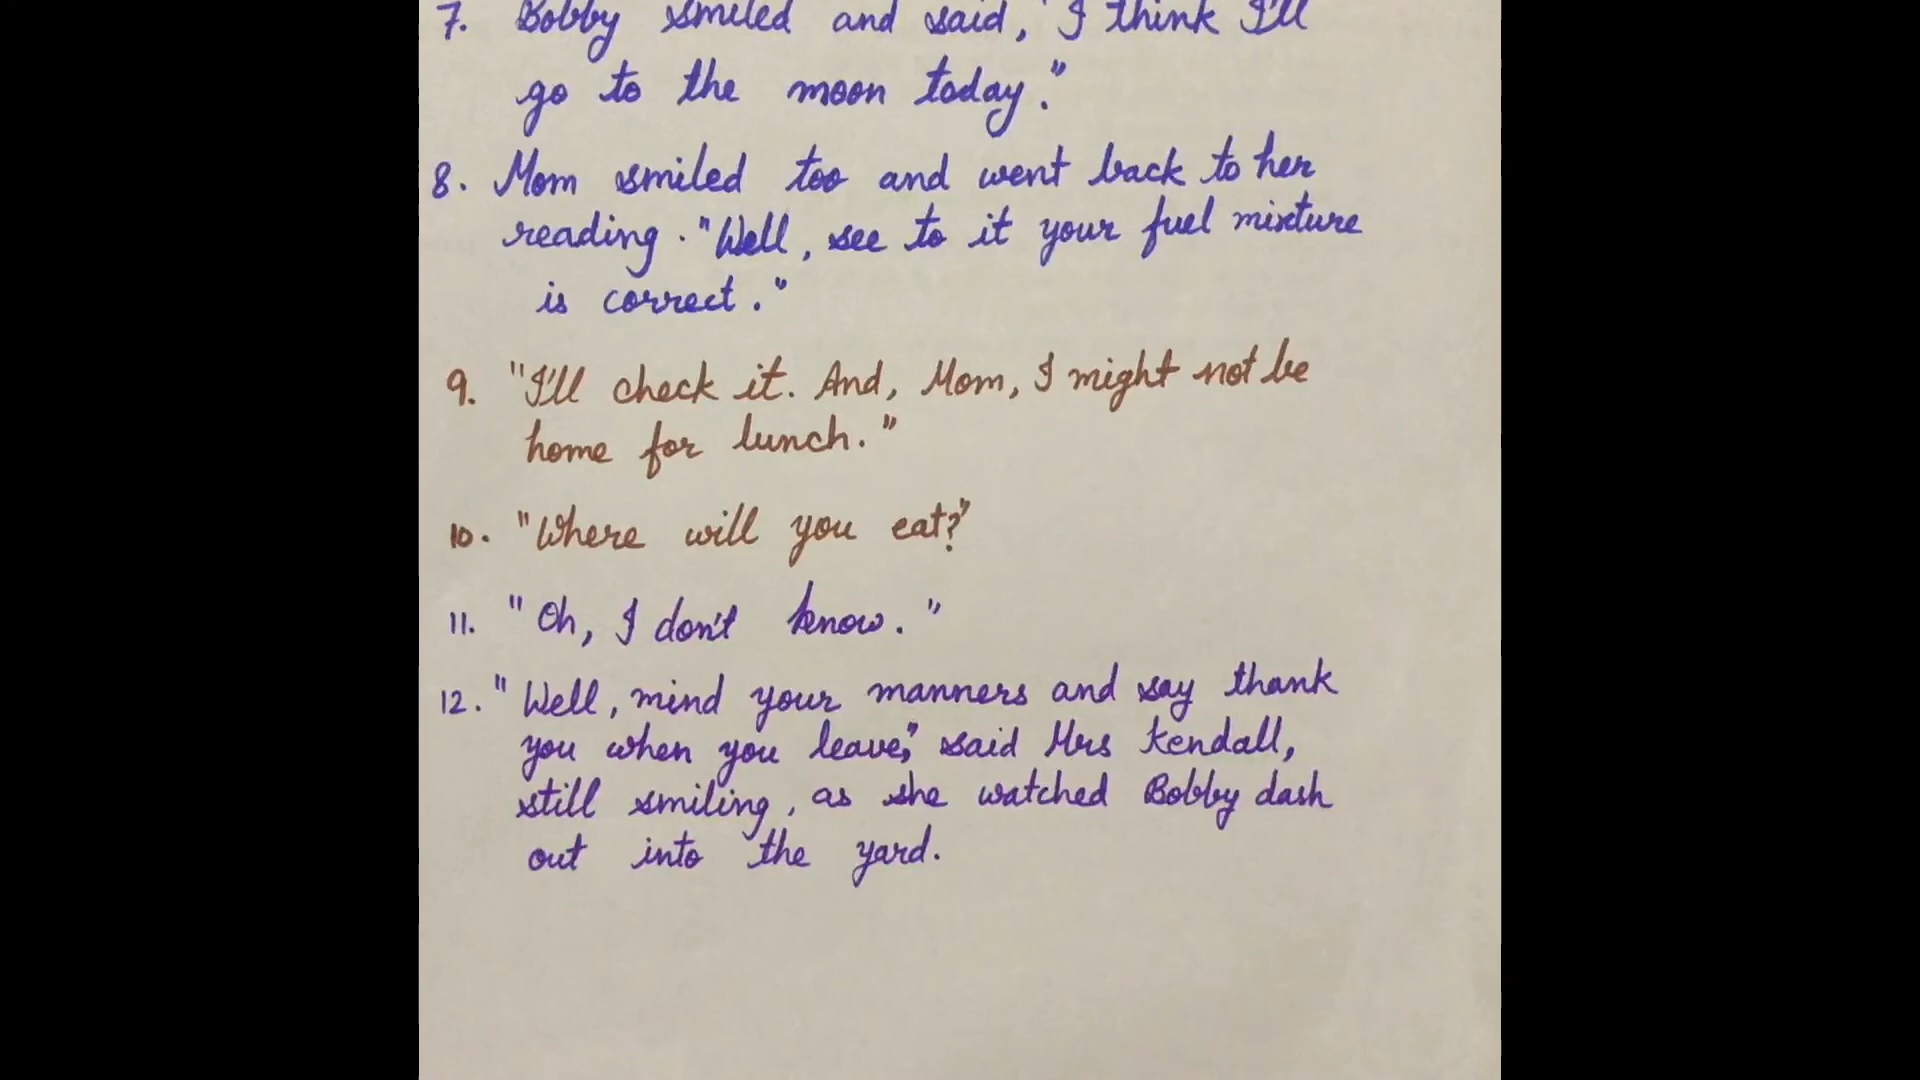 7. Bobby smiled and said, "I think I'll
go to the moon today."
8. Mom smiled too and went back to her
reading. "Well, see to it your fuel mixture
is correct."
9. "I'll check it. And, Mom, I might not be
home for lunch."
10. "Where will you eat?"
11. "Oh, I don't know."
12. "Well, mind your manners and say thank
you when you leave," said Mrs Kendall,
still smiling, as she watched Bobby dash
out into the yard.